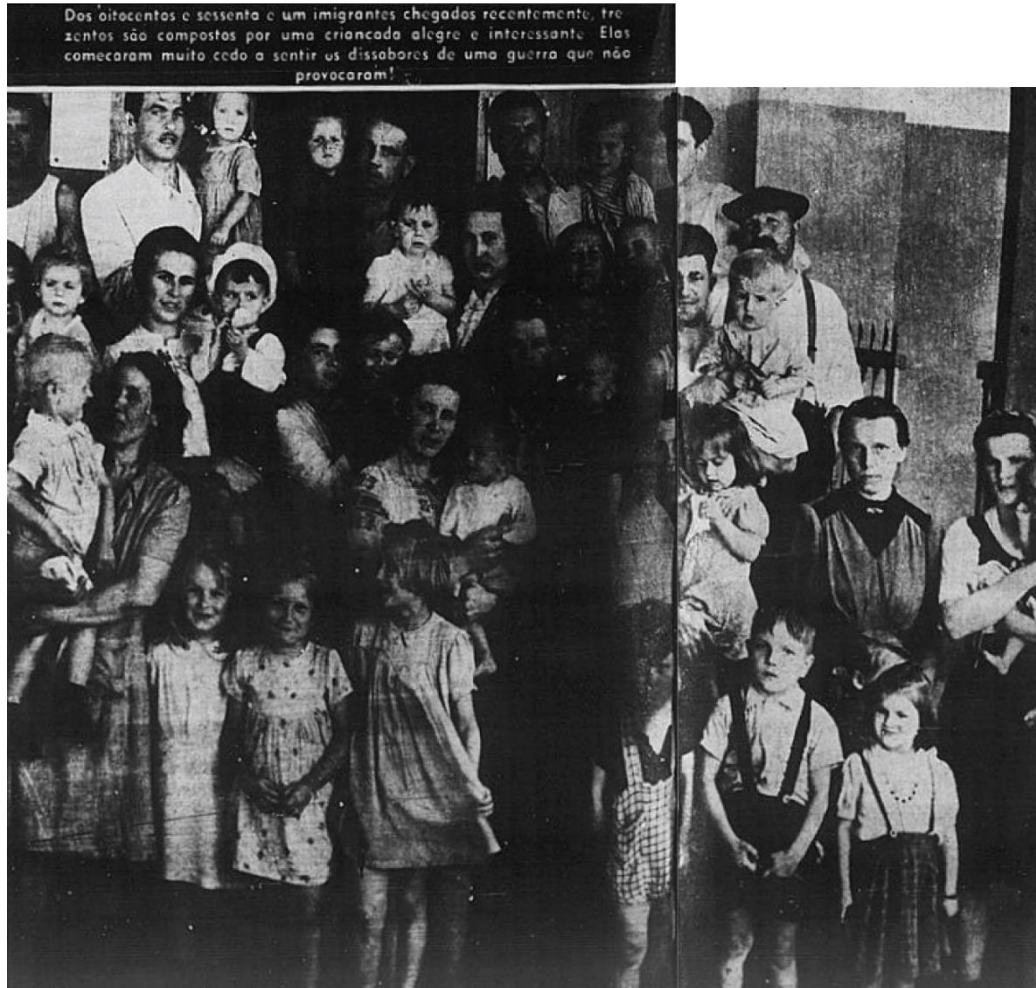 Dos oitocentos e sessenta e um imigrantes chegados recentemente, tre
zentos são compostos por uma criançada alegre e interessante Elas
começaram muito cedo a sentir os dissabores de uma guerra que não
provocaram!